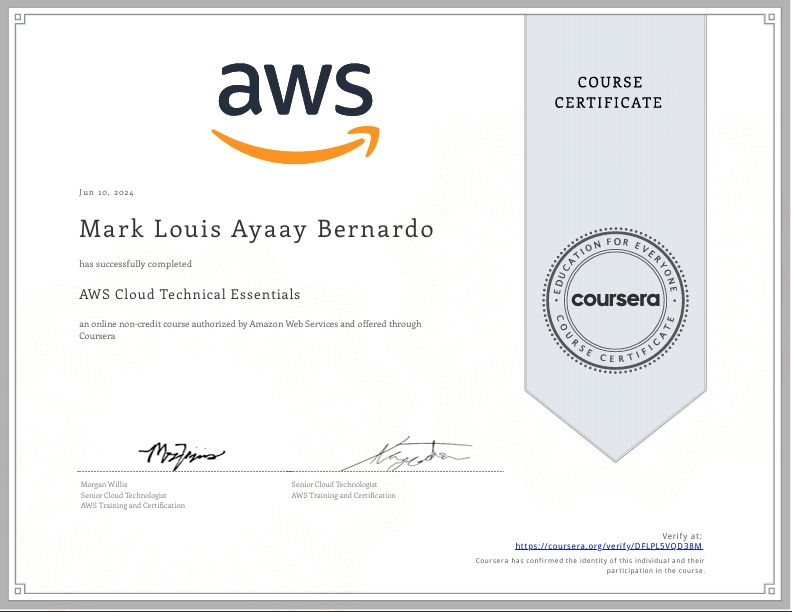 aws
COURSE
CERTIFICATE
Jun 10, 2024
Mark Louis Ayaay Bernardo
has successfully completed
AWS Cloud Technical Essentials
an online non-credit course authorized by Amazon Web Services and offered through
Coursera
EDUCATION FOR EVERYONE
coursera
COURSE CERTIFICATE
Morgan Willis
Senior Cloud Technologist
AWS Training and Certification
Senior Cloud Technologist
AWS Training and Certification
Verify at:
https://coursera.org/verify/DFLPL5VQD38M
Coursera has confirmed the identity of this individual and their
participation in the course.